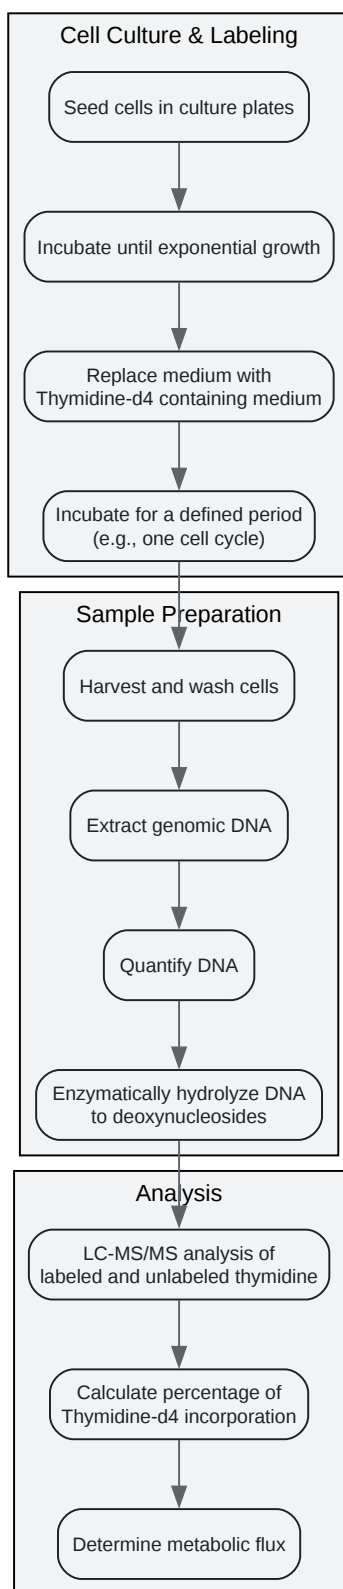 Cell Culture & Labeling
Seed cells in culture plates
Incubate until exponential growth
Replace medium with
Thymidine-d4 containing medium
Incubate for a defined period
(e.g., one cell cycle)
Sample Preparation
Harvest and wash cells
Extract genomic DNA
Quantify DNA
Enzymatically hydrolyze DNA
to deoxynucleosides
Analysis
LC-MS/MS analysis of
labeled and unlabeled thymidine
Calculate percentage of
Thymidine-d4 incorporation
Determine metabolic flux